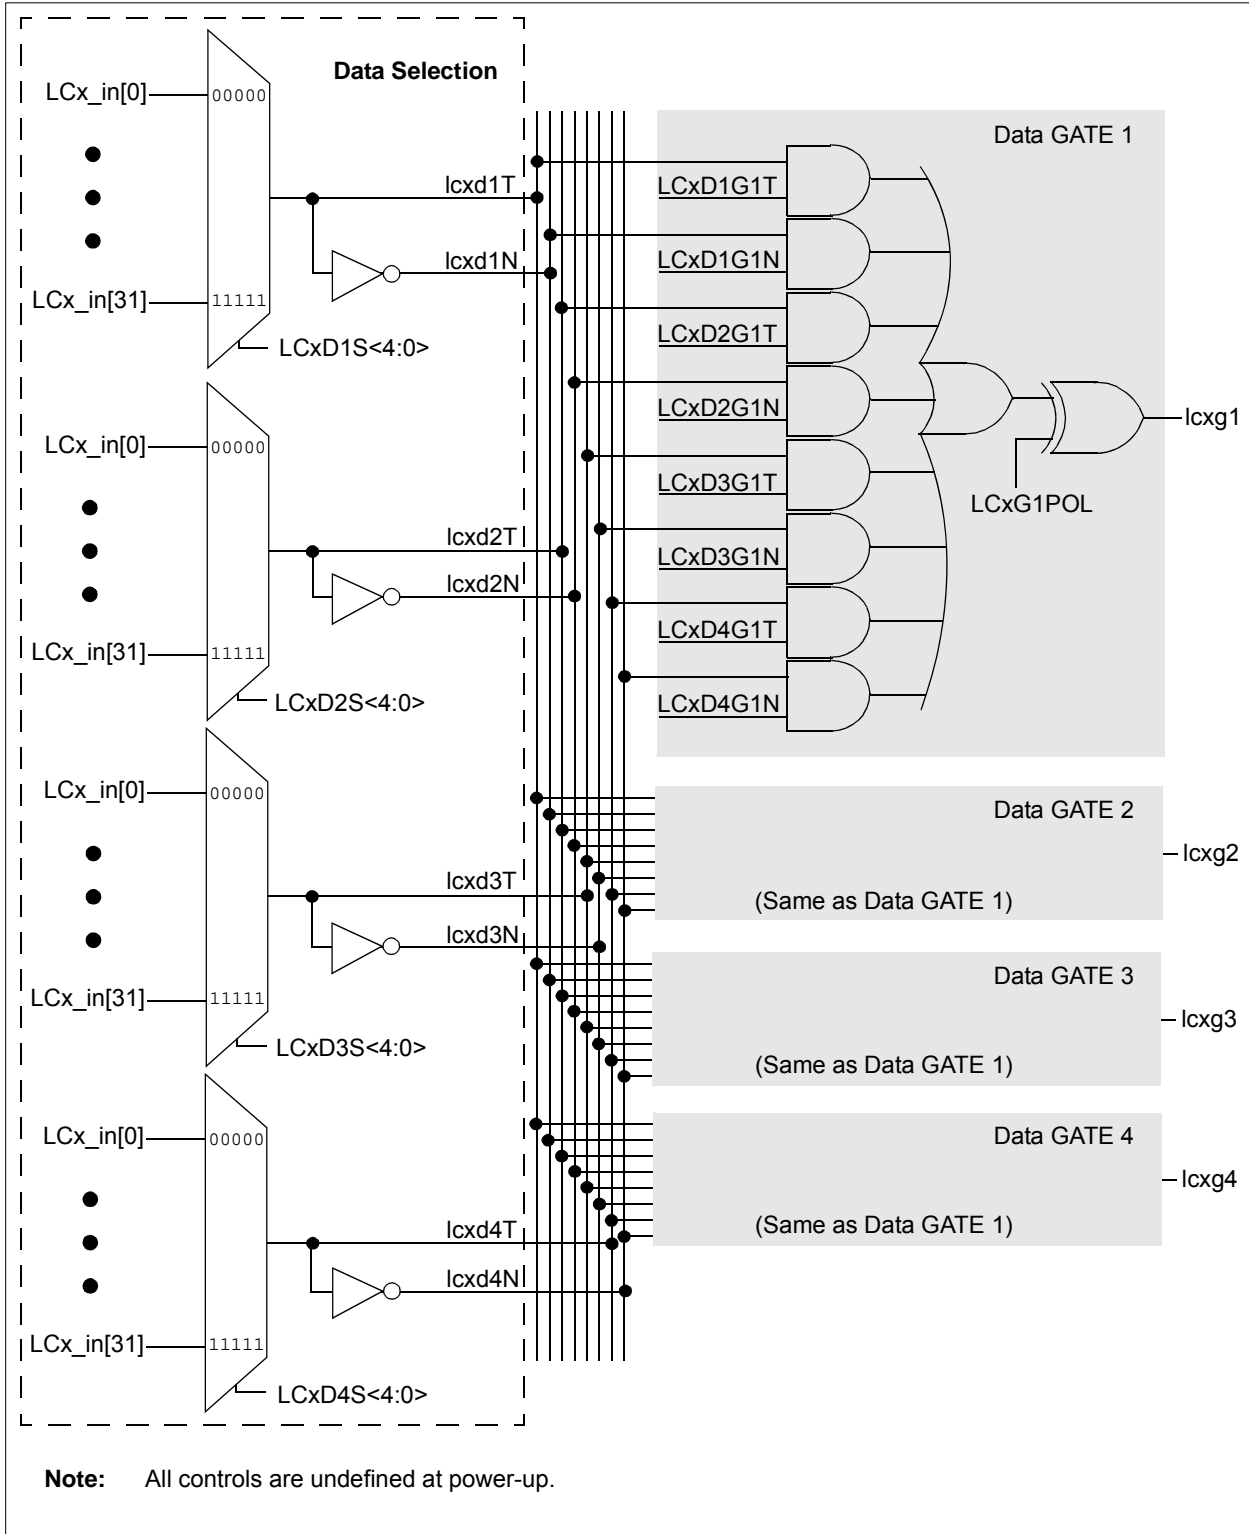 Data Selection
LCx_in[0]
00000
LCx_in[31]
11111
LCxD1S<4:0>
lcxd1T
lcxd1N
LCx_in[0]
00000
LCx_in[31]
11111
LCxD2S<4:0>
lcxd2T
lcxd2N
LCx_in[0]
00000
LCx_in[31]
11111
LCxD3S<4:0>
lcxd3T
lcxd3N
LCx_in[0]
00000
LCx_in[31]
11111
LCxD4S<4:0>
lcxd4T
lcxd4N
Data GATE 1
LCxD1G1T
LCxD1G1N
LCxD2G1T
LCxD2G1N
LCxD3G1T
LCxD3G1N
LCxD4G1T
LCxD4G1N
LCxG1POL
lcxg1
Data GATE 2
(Same as Data GATE 1)
lcxg2
Data GATE 3
(Same as Data GATE 1)
lcxg3
Data GATE 4
(Same as Data GATE 1)
lcxg4
Note: All controls are undefined at power-up.